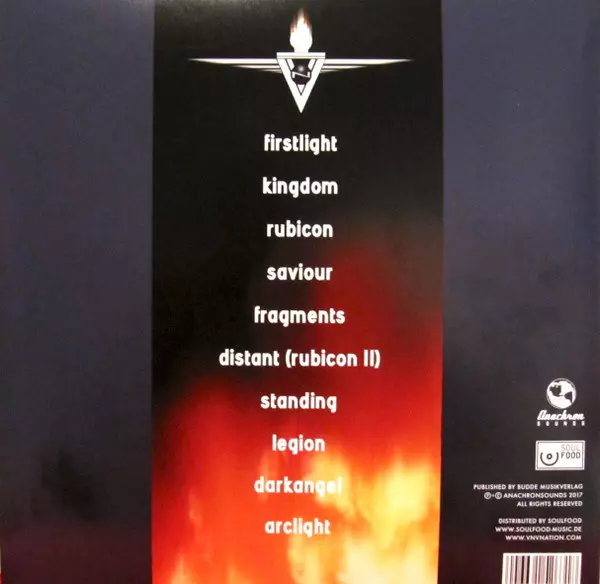 firstlight
kingdom
rubicon
saviour
fragments
distant (rubicon II)
standing
legion
darkangel
arclight
Anachron
SOUNDS
SOUL
FOOD
PUBLISHED BY BUDDE MUSIKVERLAG
℗+© ANACHRONSOUNDS 2017
ALL RIGHTS RESERVED
DISTRIBUTED BY SOULFOOD
WWW.SOULFOOD-MUSIC.DE
WWW.VNVNATION.COM